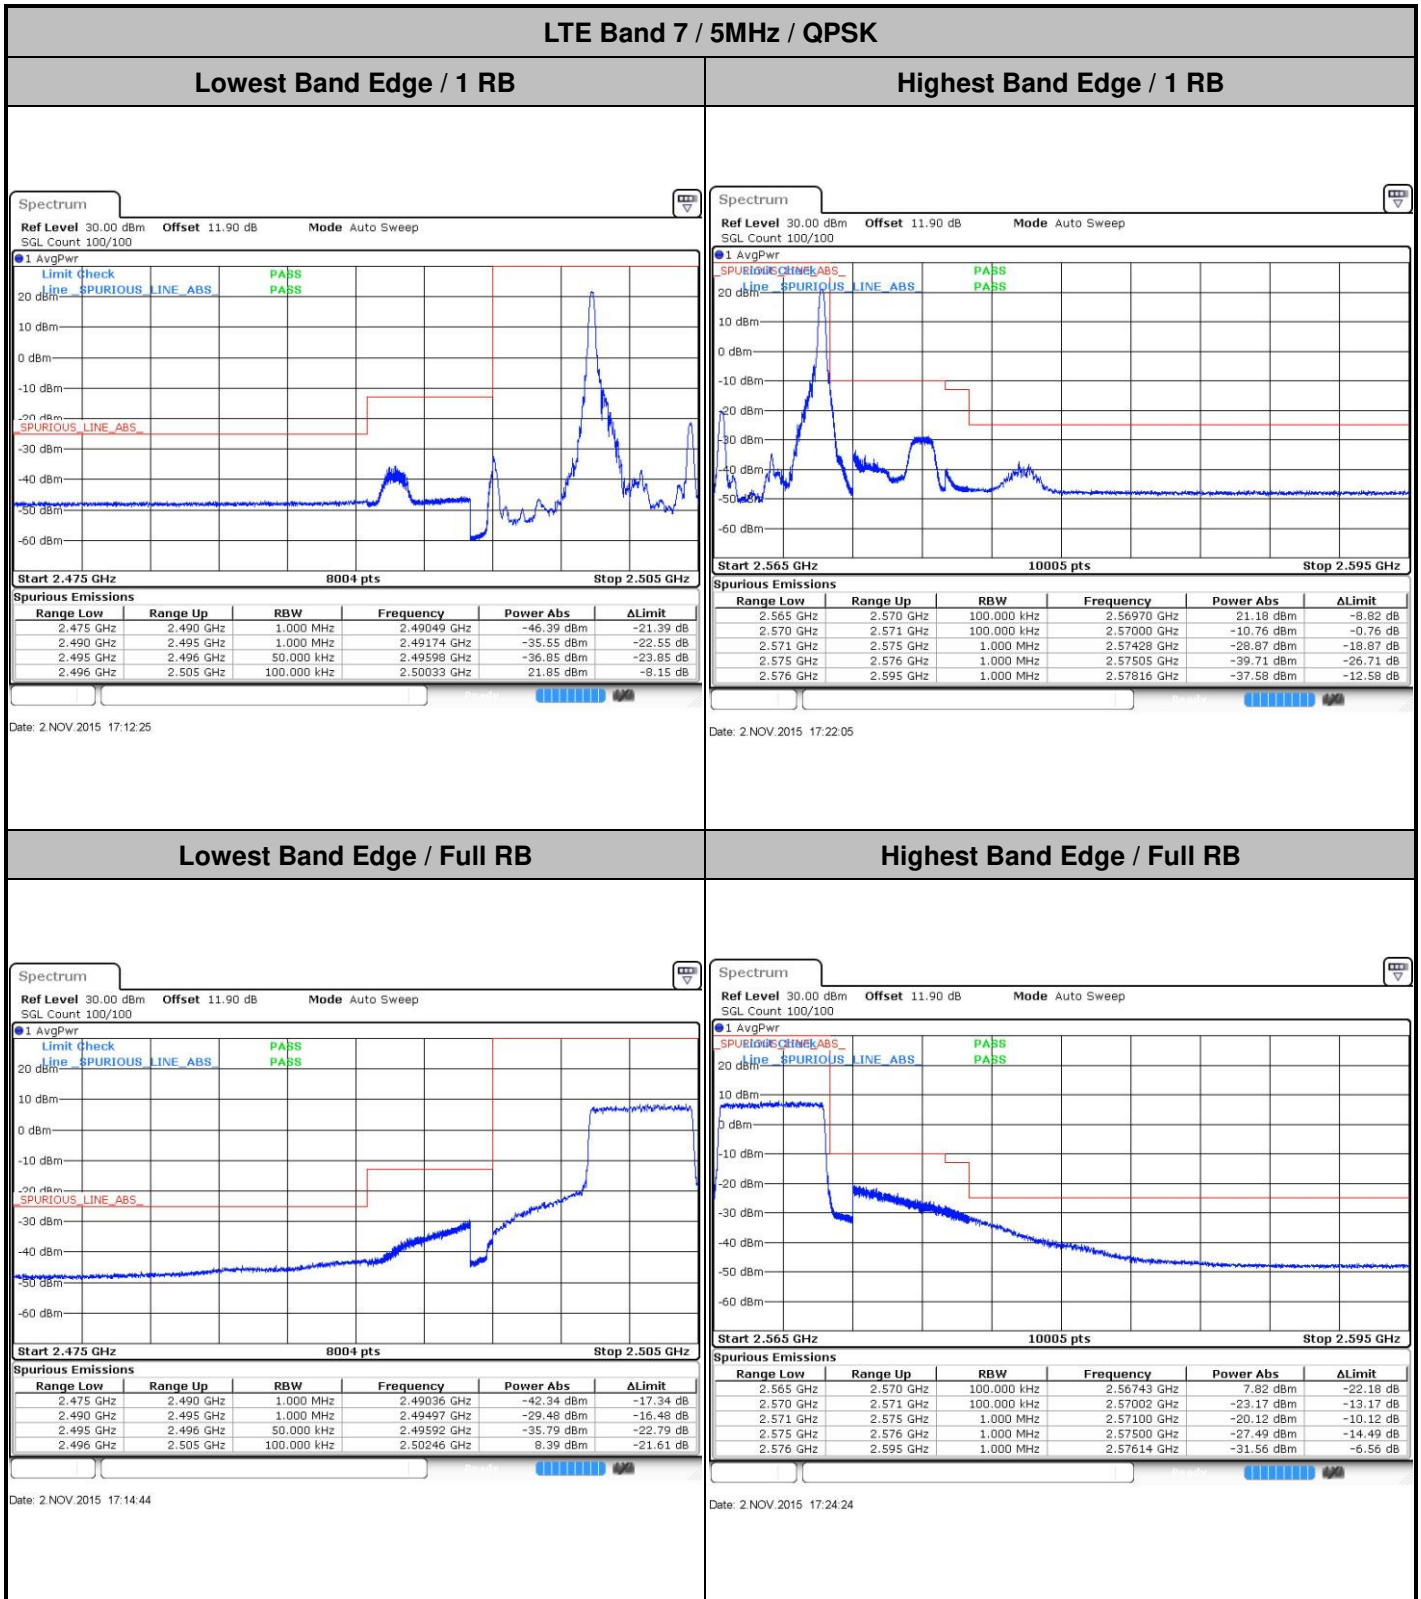 LTE Band 7 / 5MHz / QPSK
Lowest Band Edge / 1 RB
Highest Band Edge / 1 RB
Spectrum
Ref Level 30.00 dBm Offset 11.90 dB Mode Auto Sweep
SGL Count 100/100
1 AvgPwr
Limit Check PASS
Line _SPURIOUS_LINE_ABS_ PASS
20 dBm
10 dBm
0 dBm
-10 dBm
-20 dBm
_SPURIOUS_LINE_ABS_
-30 dBm
-40 dBm
-50 dBm
-60 dBm
Start 2.475 GHz 8004 pts Stop 2.505 GHz
Spurious Emissions
Range Low Range Up RBW Frequency Power Abs ΔLimit
2.475 GHz 2.490 GHz 1.000 MHz 2.49049 GHz -46.39 dBm -21.39 dB
2.490 GHz 2.495 GHz 1.000 MHz 2.49174 GHz -35.55 dBm -22.55 dB
2.495 GHz 2.496 GHz 50.000 kHz 2.49598 GHz -36.85 dBm -23.85 dB
2.496 GHz 2.505 GHz 100.000 kHz 2.50033 GHz 21.85 dBm -8.15 dB
Date: 2.NOV.2015 17:12:25
Spectrum
Ref Level 30.00 dBm Offset 11.90 dB Mode Auto Sweep
SGL Count 100/100
1 AvgPwr
_SPURIOUS_LINE_ABS_
Limit Check PASS
Line _SPURIOUS_LINE_ABS_ PASS
20 dBm
10 dBm
0 dBm
-10 dBm
-20 dBm
-30 dBm
-40 dBm
-50 dBm
-60 dBm
Start 2.565 GHz 10005 pts Stop 2.595 GHz
Spurious Emissions
Range Low Range Up RBW Frequency Power Abs ΔLimit
2.565 GHz 2.570 GHz 100.000 kHz 2.56970 GHz 21.18 dBm -8.82 dB
2.570 GHz 2.571 GHz 100.000 kHz 2.57000 GHz -10.76 dBm -0.76 dB
2.571 GHz 2.575 GHz 1.000 MHz 2.57428 GHz -28.87 dBm -18.87 dB
2.575 GHz 2.576 GHz 1.000 MHz 2.57505 GHz -39.71 dBm -26.71 dB
2.576 GHz 2.595 GHz 1.000 MHz 2.57816 GHz -37.58 dBm -12.58 dB
Date: 2.NOV.2015 17:22:05
Lowest Band Edge / Full RB
Highest Band Edge / Full RB
Spectrum
Ref Level 30.00 dBm Offset 11.90 dB Mode Auto Sweep
SGL Count 100/100
1 AvgPwr
Limit Check PASS
Line _SPURIOUS_LINE_ABS_ PASS
20 dBm
10 dBm
0 dBm
-10 dBm
-20 dBm
_SPURIOUS_LINE_ABS_
-30 dBm
-40 dBm
-50 dBm
-60 dBm
Start 2.475 GHz 8004 pts Stop 2.505 GHz
Spurious Emissions
Range Low Range Up RBW Frequency Power Abs ΔLimit
2.475 GHz 2.490 GHz 1.000 MHz 2.49036 GHz -42.34 dBm -17.34 dB
2.490 GHz 2.495 GHz 1.000 MHz 2.49497 GHz -29.48 dBm -16.48 dB
2.495 GHz 2.496 GHz 50.000 kHz 2.49592 GHz -35.79 dBm -22.79 dB
2.496 GHz 2.505 GHz 100.000 kHz 2.50246 GHz 8.39 dBm -21.61 dB
Date: 2.NOV.2015 17:14:44
Spectrum
Ref Level 30.00 dBm Offset 11.90 dB Mode Auto Sweep
SGL Count 100/100
1 AvgPwr
_SPURIOUS_LINE_ABS_
Limit Check PASS
Line _SPURIOUS_LINE_ABS_ PASS
20 dBm
10 dBm
0 dBm
-10 dBm
-20 dBm
-30 dBm
-40 dBm
-50 dBm
-60 dBm
Start 2.565 GHz 10005 pts Stop 2.595 GHz
Spurious Emissions
Range Low Range Up RBW Frequency Power Abs ΔLimit
2.565 GHz 2.570 GHz 100.000 kHz 2.56743 GHz 7.82 dBm -22.18 dB
2.570 GHz 2.571 GHz 100.000 kHz 2.57002 GHz -23.17 dBm -13.17 dB
2.571 GHz 2.575 GHz 1.000 MHz 2.57100 GHz -20.12 dBm -10.12 dB
2.575 GHz 2.576 GHz 1.000 MHz 2.57500 GHz -27.49 dBm -14.49 dB
2.576 GHz 2.595 GHz 1.000 MHz 2.57614 GHz -31.56 dBm -6.56 dB
Date: 2.NOV.2015 17:24:24